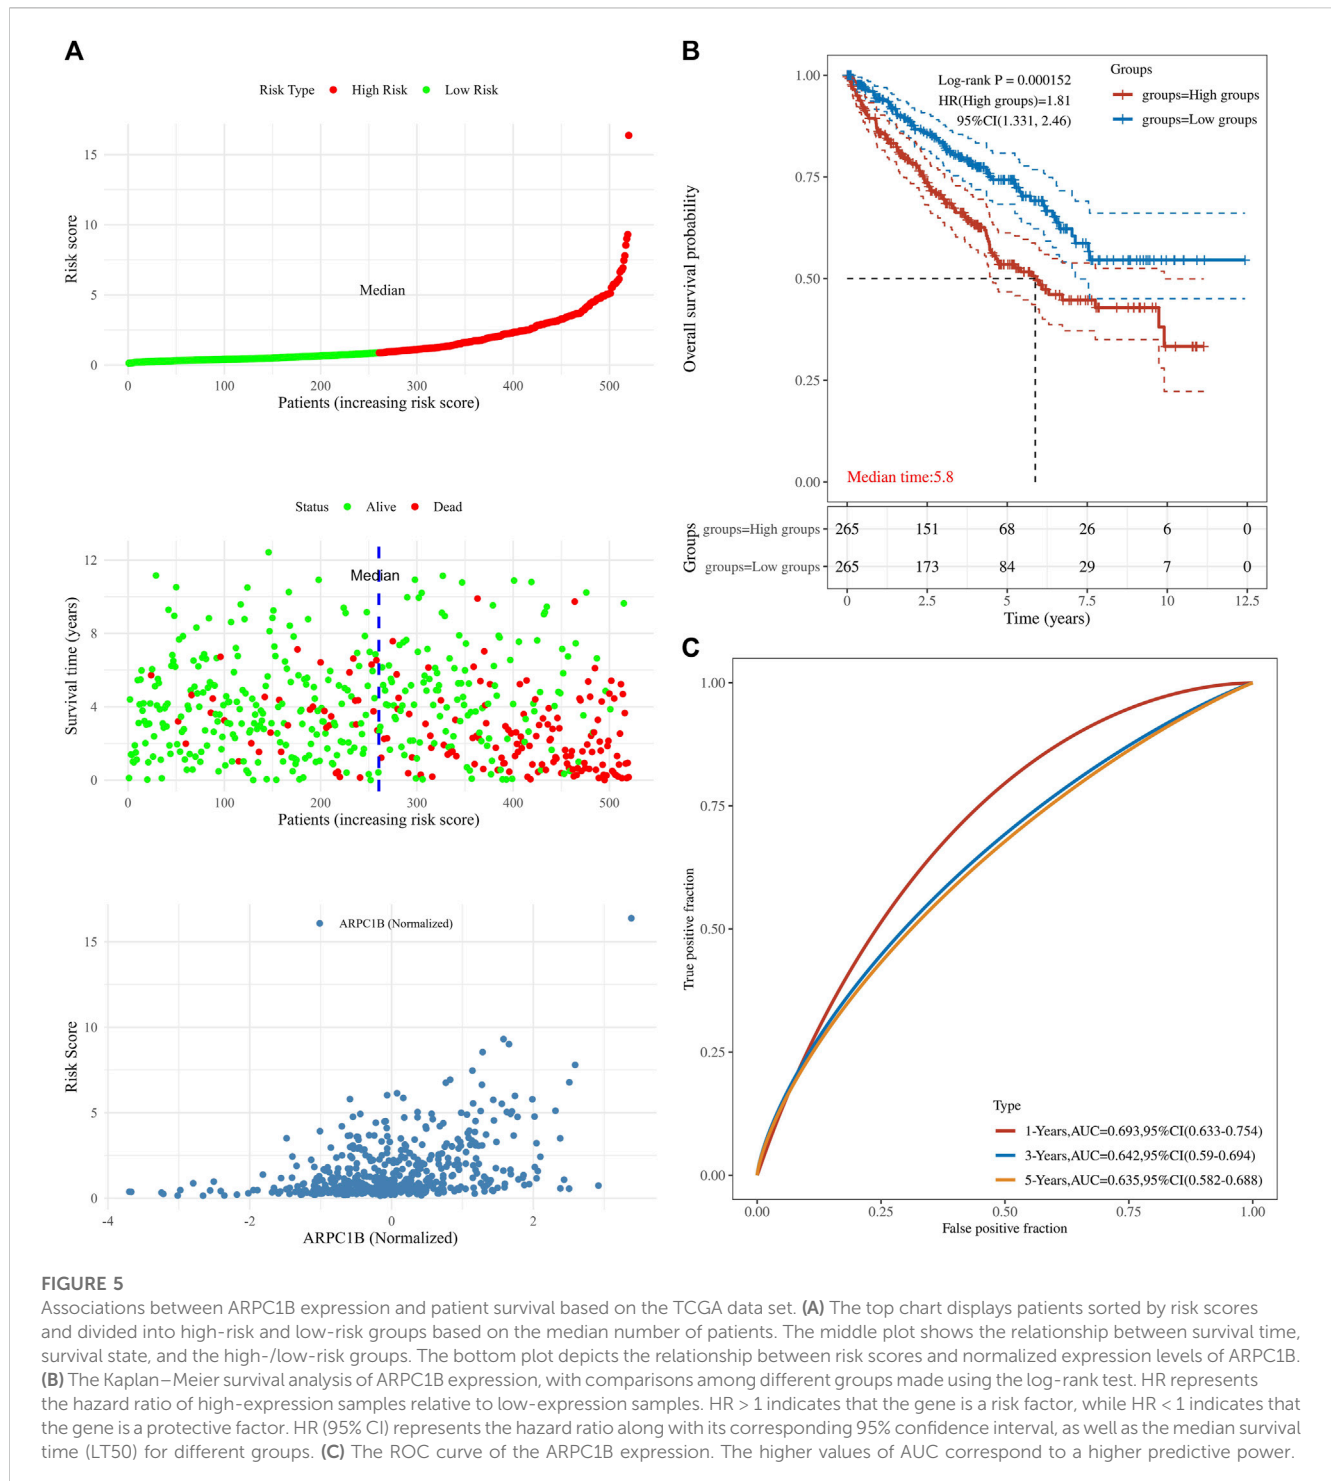 A
Risk Type High Risk Low Risk
Risk score
15
10
5
0
Median
0 100 200 300 400 500
Patients (increasing risk score)
Status Alive Dead
Survival time (years)
12
8
4
0
Median
0 100 200 300 400 500
Patients (increasing risk score)
ARPC1B (Normalized)
Risk Score
15
10
5
0
-4 -2 0 2
ARPC1B (Normalized)
B
Overall survival probability
1.00
0.75
0.50
0.25
0.00
Log-rank P = 0.000152
HR(High groups)=1.81
95%CI(1.331, 2.46)
Groups
groups=High groups
groups=Low groups
Median time:5.8
Groups
groups=High groups 265 151 68 26 6 0
groups=Low groups 265 173 84 29 7 0
0 2.5 5 7.5 10 12.5
Time (years)
C
True positive fraction
1.00
0.75
0.50
0.25
0.00
Type
1-Years,AUC=0.693,95%CI(0.633-0.754)
3-Years,AUC=0.642,95%CI(0.59-0.694)
5-Years,AUC=0.635,95%CI(0.582-0.688)
0.00 0.25 0.50 0.75 1.00
False positive fraction
FIGURE 5
Associations between ARPC1B expression and patient survival based on the TCGA data set. (A) The top chart displays patients sorted by risk scores
and divided into high-risk and low-risk groups based on the median number of patients. The middle plot shows the relationship between survival time,
survival state, and the high-/low-risk groups. The bottom plot depicts the relationship between risk scores and normalized expression levels of ARPC1B.
(B) The Kaplan–Meier survival analysis of ARPC1B expression, with comparisons among different groups made using the log-rank test. HR represents
the hazard ratio of high-expression samples relative to low-expression samples. HR > 1 indicates that the gene is a risk factor, while HR < 1 indicates that
the gene is a protective factor. HR (95% CI) represents the hazard ratio along with its corresponding 95% confidence interval, as well as the median survival
time (LT50) for different groups. (C) The ROC curve of the ARPC1B expression. The higher values of AUC correspond to a higher predictive power.